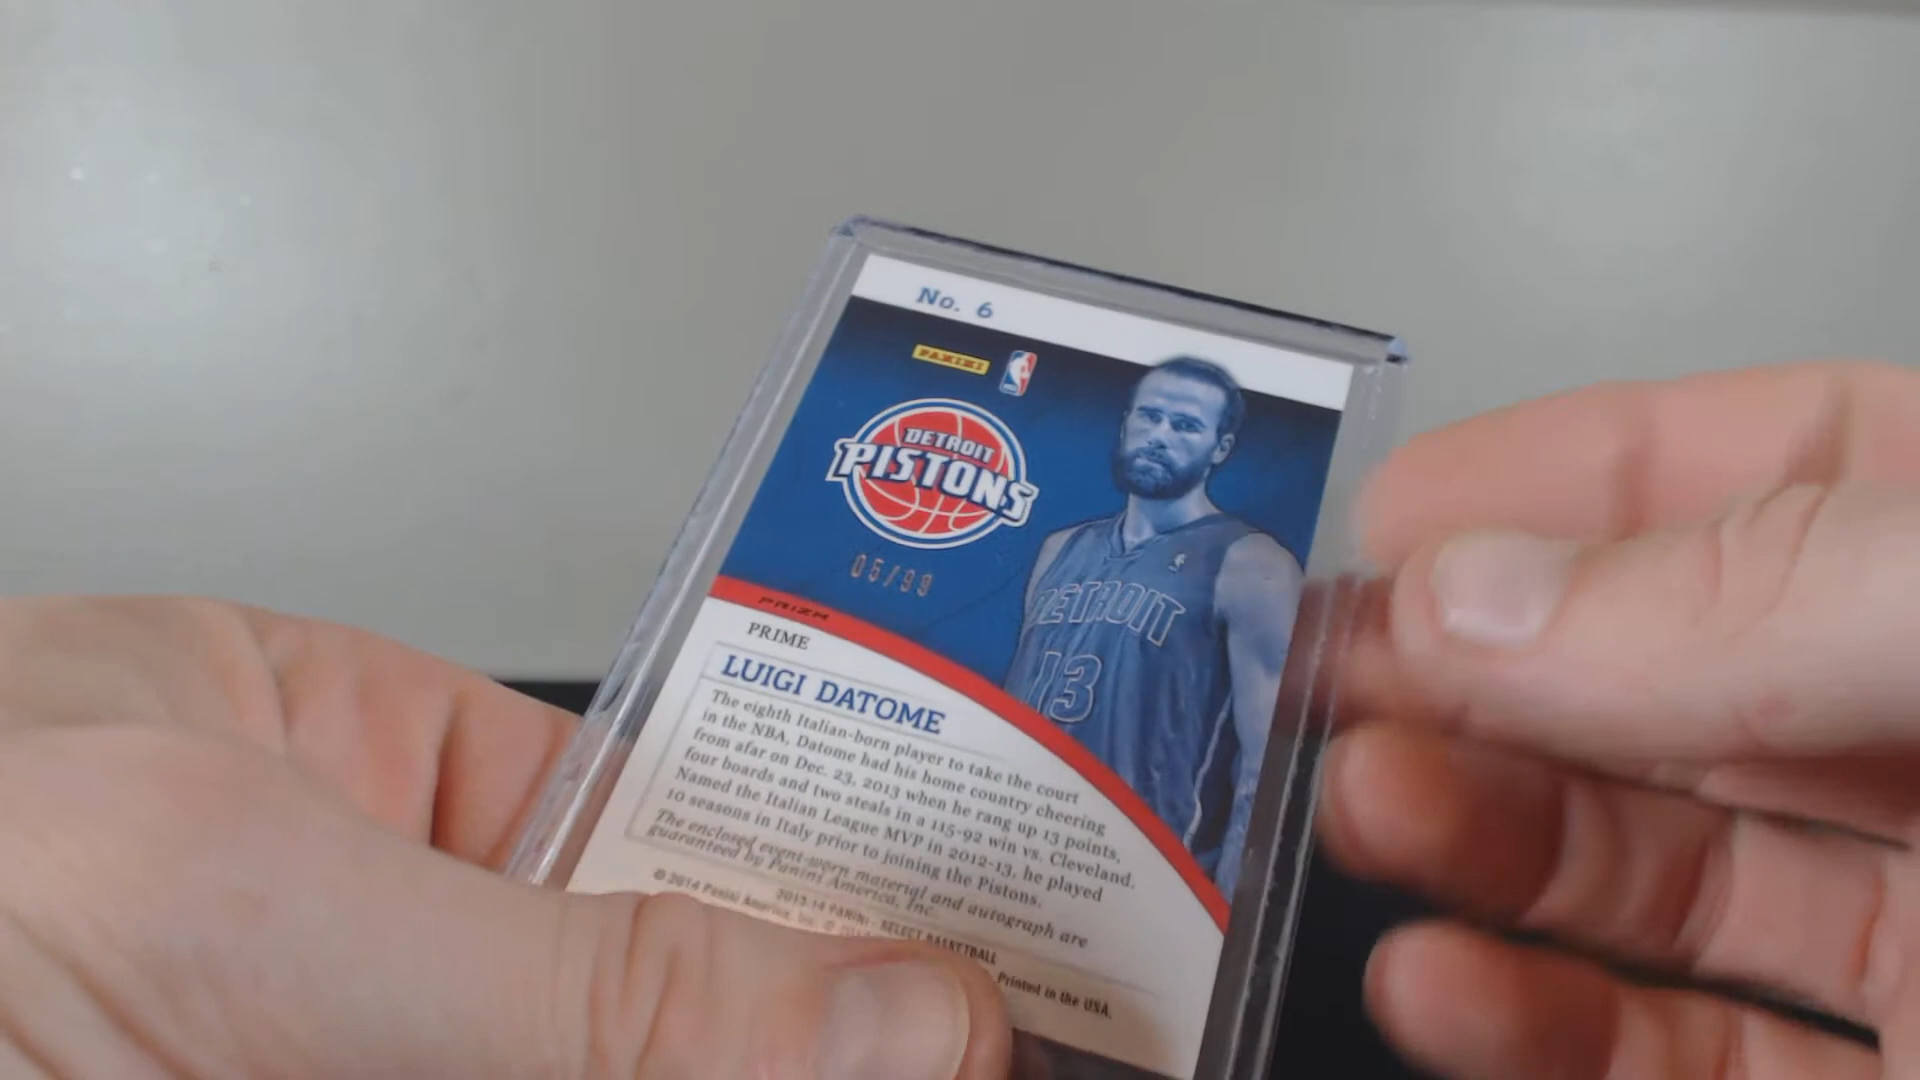 No. 6
PANINI
DETROIT
PISTONS
05/99
PRIZM
PRIME
DETROIT
13
LUIGI DATOME
The eighth Italian-born player to take the court
in the NBA, Datome had his home country cheering
from afar on Dec. 23, 2013 when he rang up 13 points,
four boards and two steals in a 115-92 win vs. Cleveland.
Named the Italian League MVP in 2012-13, he played
10 seasons in Italy prior to joining the Pistons.
The enclosed event-worn material and autograph are
guaranteed by Panini America, Inc.
2013-14 PANINI - SELECT BASKETBALL
© 2014 Panini America, Inc. ©
Printed in the USA.